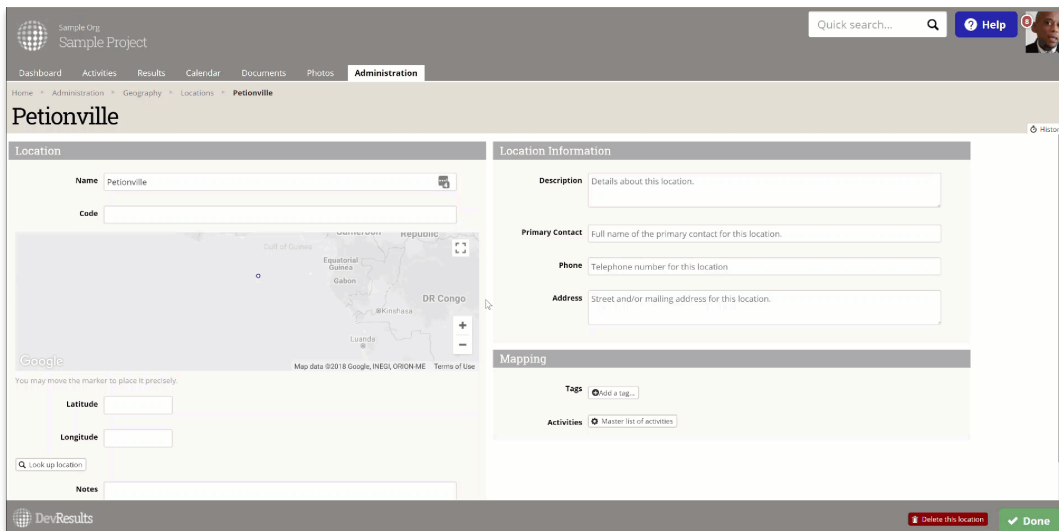 Sample Org
Sample Project
Quick search...
Help
8
Dashboard Activities Results Calendar Documents Photos Administration
Home Administration Geography Locations Petionville
Petionville
Histor
Location
Name Petionville
Code
Cameroon Republic
Gulf of Guinea
Equatorial
Guinea
Gabon
DR Congo
Kinshasa
Luanda
Google
Map data ©2018 Google, INEGI, ORION-ME Terms of Use
You may move the marker to place it precisely.
Latitude
Longitude
Look up location
Notes
Location Information
Description Details about this location.
Primary Contact Full name of the primary contact for this location.
Phone Telephone number for this location
Address Street and/or mailing address for this location.
Mapping
Tags Add a tag...
Activities Master list of activities
DevResults
Delete this location
Done